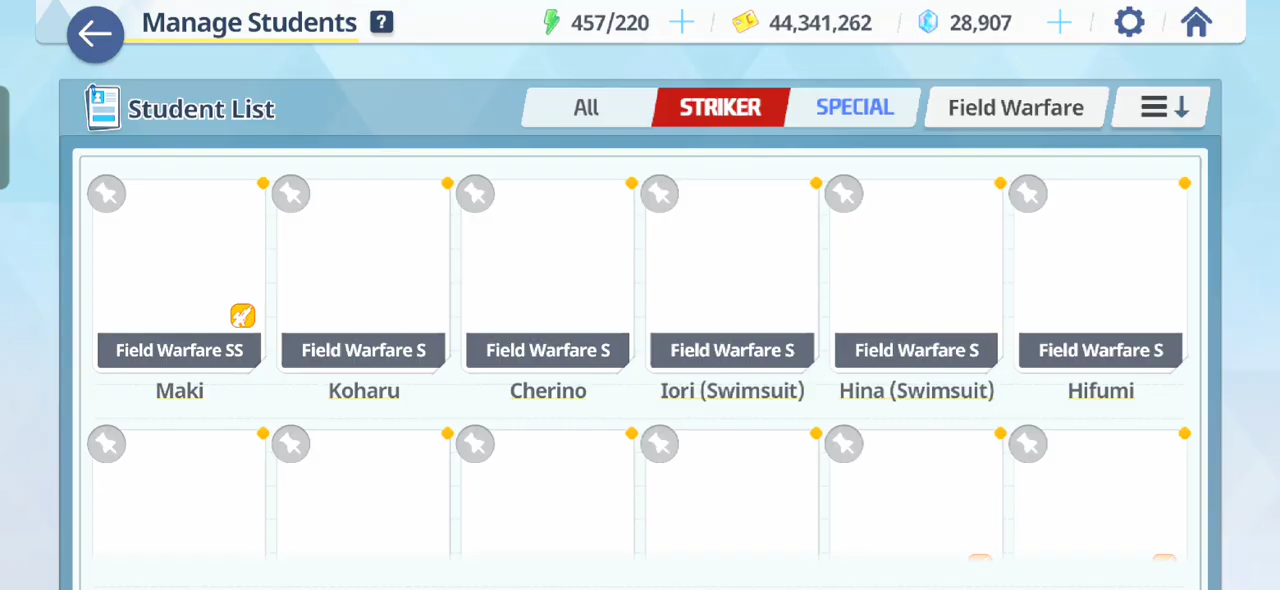 Manage Students ? 457/220 44,341,262 28,907
Student List All STRIKER SPECIAL Field Warfare
Field Warfare SS Field Warfare S Field Warfare S Field Warfare S Field Warfare S Field Warfare S
Maki Koharu Cherino Iori (Swimsuit) Hina (Swimsuit) Hifumi